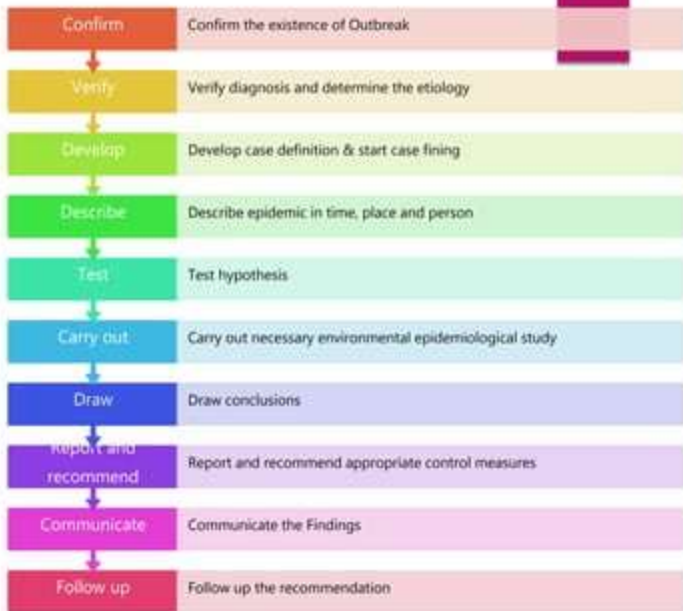 Confirm
Confirm the existence of Outbreak
Verify
Verify diagnosis and determine the etiology
Develop
Develop case definition & start case fining
Describe
Describe epidemic in time, place and person
Test
Test hypothesis
Carry out
Carry out necessary environmental epidemiological study
Draw
Draw conclusions
Report and
recommend
Report and recommend appropriate control measures
Communicate
Communicate the Findings
Follow up
Follow up the recommendation